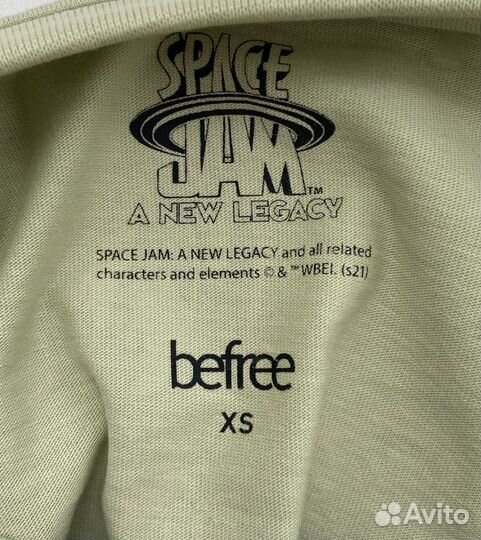 SPACE
JAM™
A NEW LEGACY
SPACE JAM: A NEW LEGACY and all related
characters and elements © & ™ WBEI. (s21)
befree
XS
Avito